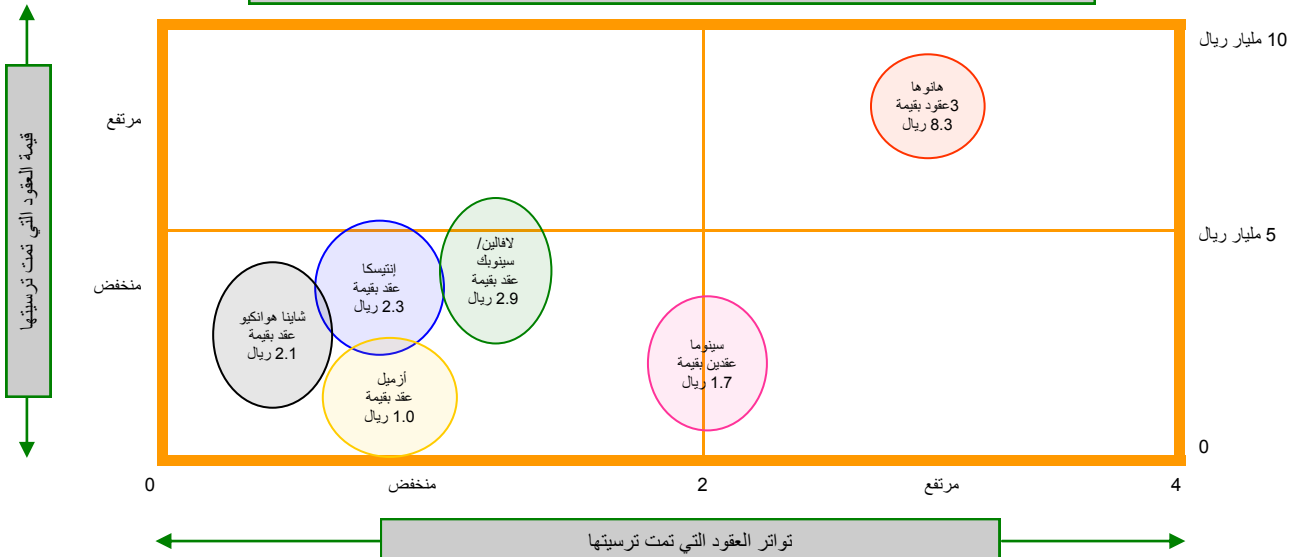 10 مليار ريال
هانوها
3عقود بقيمة
8.3 ريال
مرتفع
قيمة العقود التي تمت ترسيتها
5 مليار ريال
لافالين/
سينوبك
عقد بقيمة
2.9 ريال
إنتيسكا
عقد بقيمة
2.3 ريال
منخفض
شاينا هوانكيو
عقد بقيمة
2.1 ريال
سينوما
عقدين بقيمة
1.7 ريال
أزميل
عقد بقيمة
1.0 ريال
0
0
منخفض
2
مرتفع
4
تواتر العقود التي تمت ترسيتها